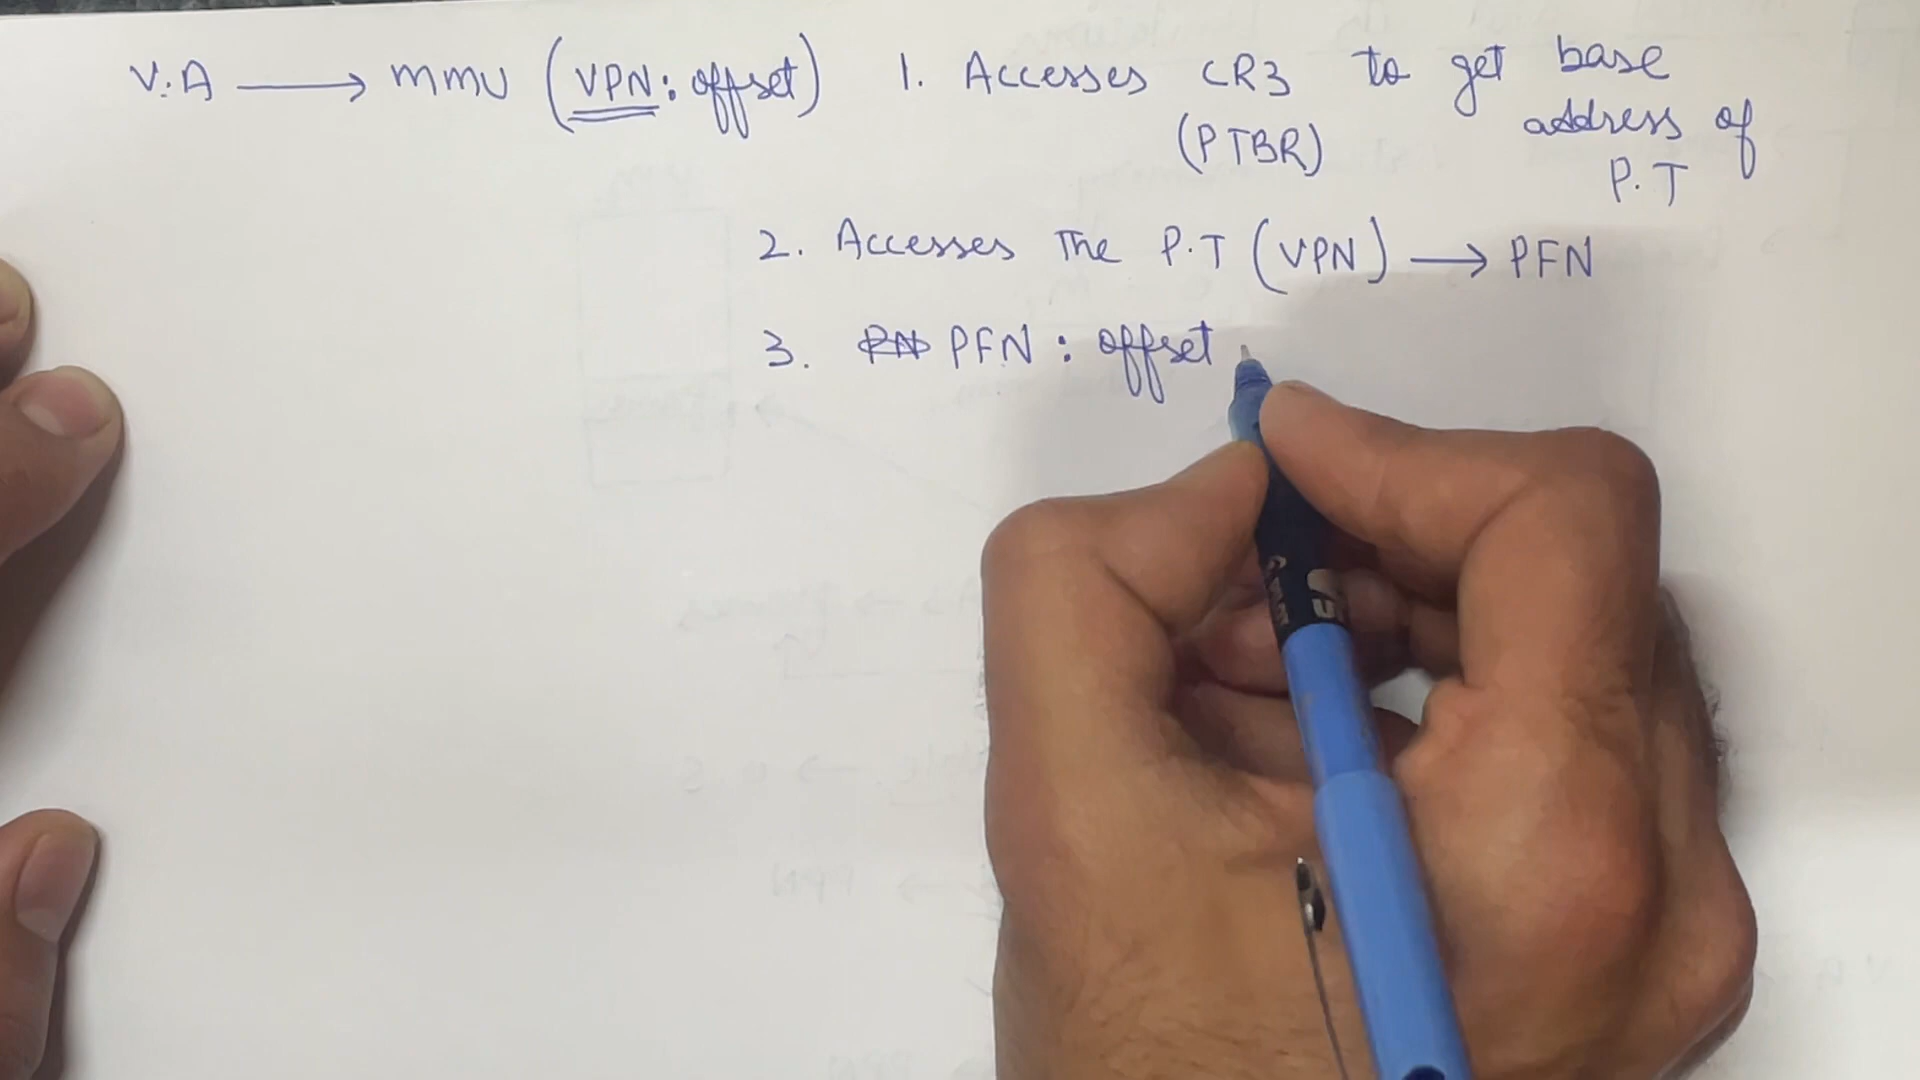 V.A → MMU (VPN : offset) 1. Accesses CR3 to get base
(PTBR) address of
P.T
2. Accesses The P.T (VPN) → PFN
3. PFN : offset